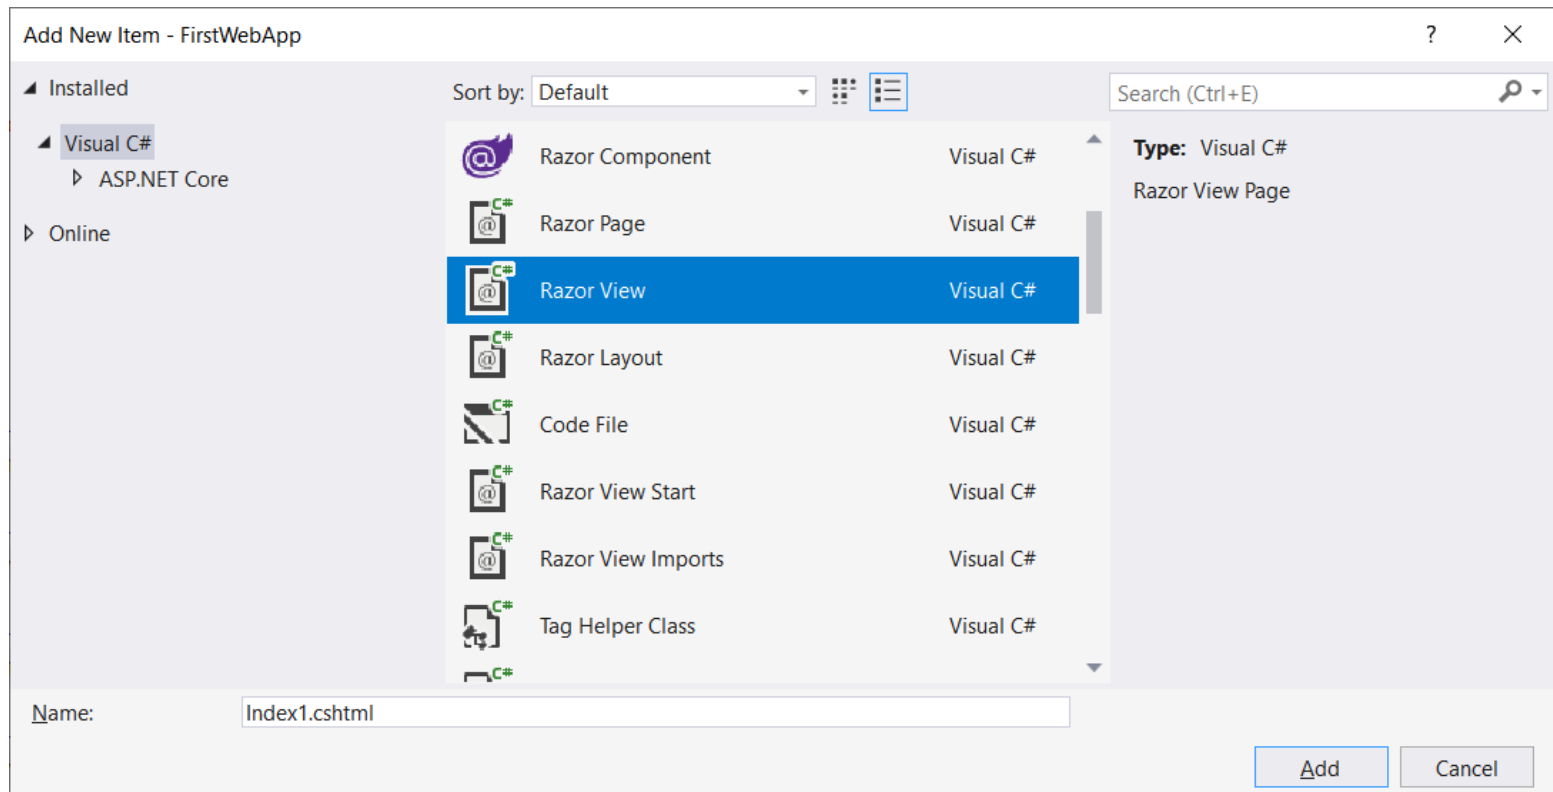 Add New Item - FirstWebApp
?
Installed
Sort by: Default
Search (Ctrl+E)
Visual C#
ASP.NET Core
Online
Razor Component Visual C#
Razor Page Visual C#
Razor View Visual C#
Razor Layout Visual C#
Code File Visual C#
Razor View Start Visual C#
Razor View Imports Visual C#
Tag Helper Class Visual C#
Type: Visual C#
Razor View Page
Name: Index1.cshtml
Add Cancel